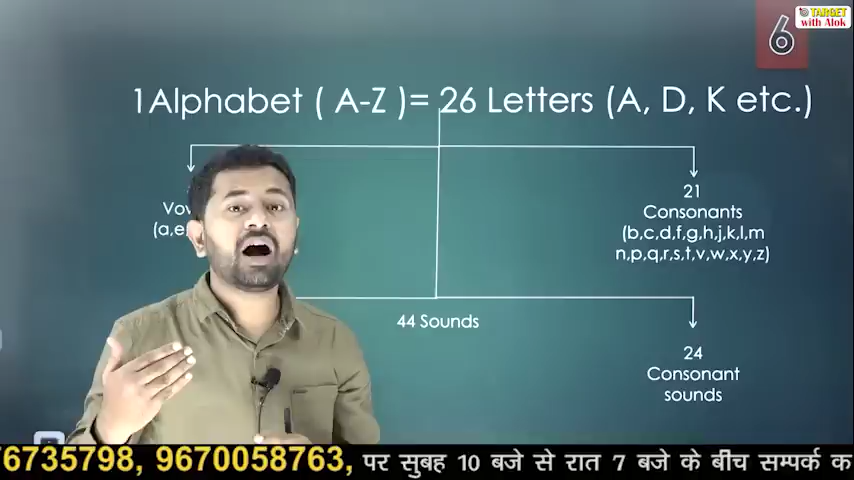 TARGET
with Alok
6
1Alphabet ( A-Z )= 26 Letters (A, D, K etc.)
21
Consonants
(b,c,d,f,g,h,j,k,l,m
n,p,q,r,s,t,v,w,x,y,z)
44 Sounds
24
Consonant
sounds
76735798, 9670058763, पर सुबह 10 बजे से रात 7 बजे के बीच सम्पर्क